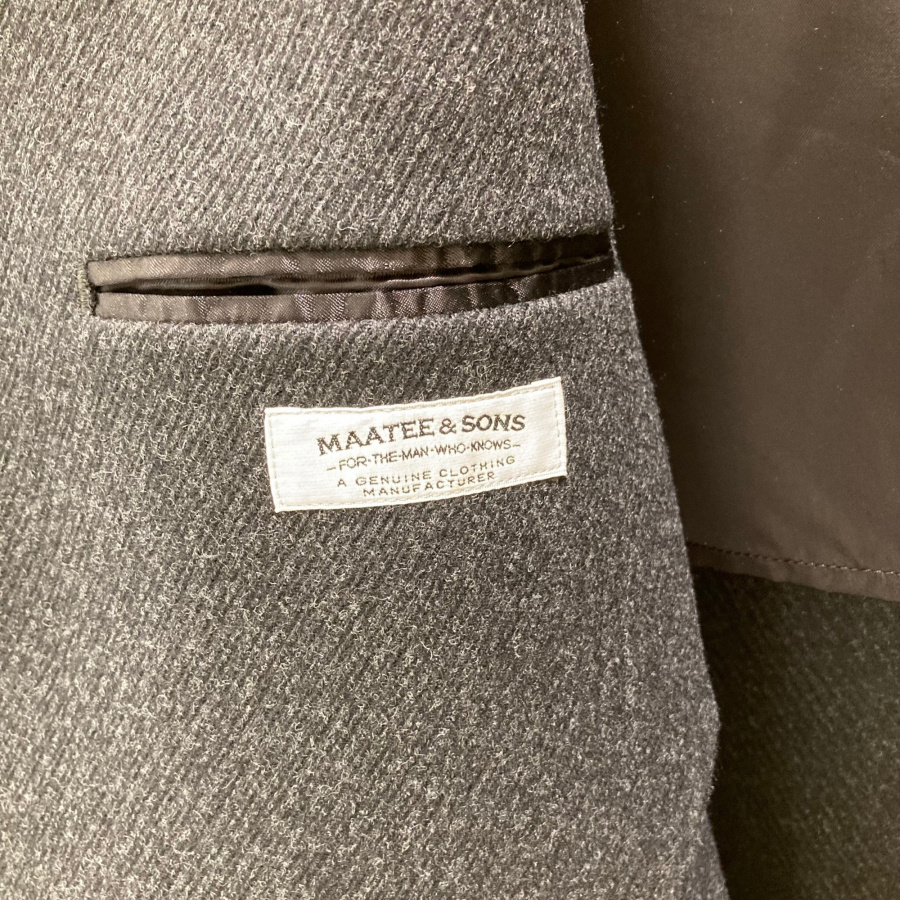 MAATEE & SONS
-FOR·THE·MAN·WHO·KNOWS-
A GENUINE CLOTHING
MANUFACTURER